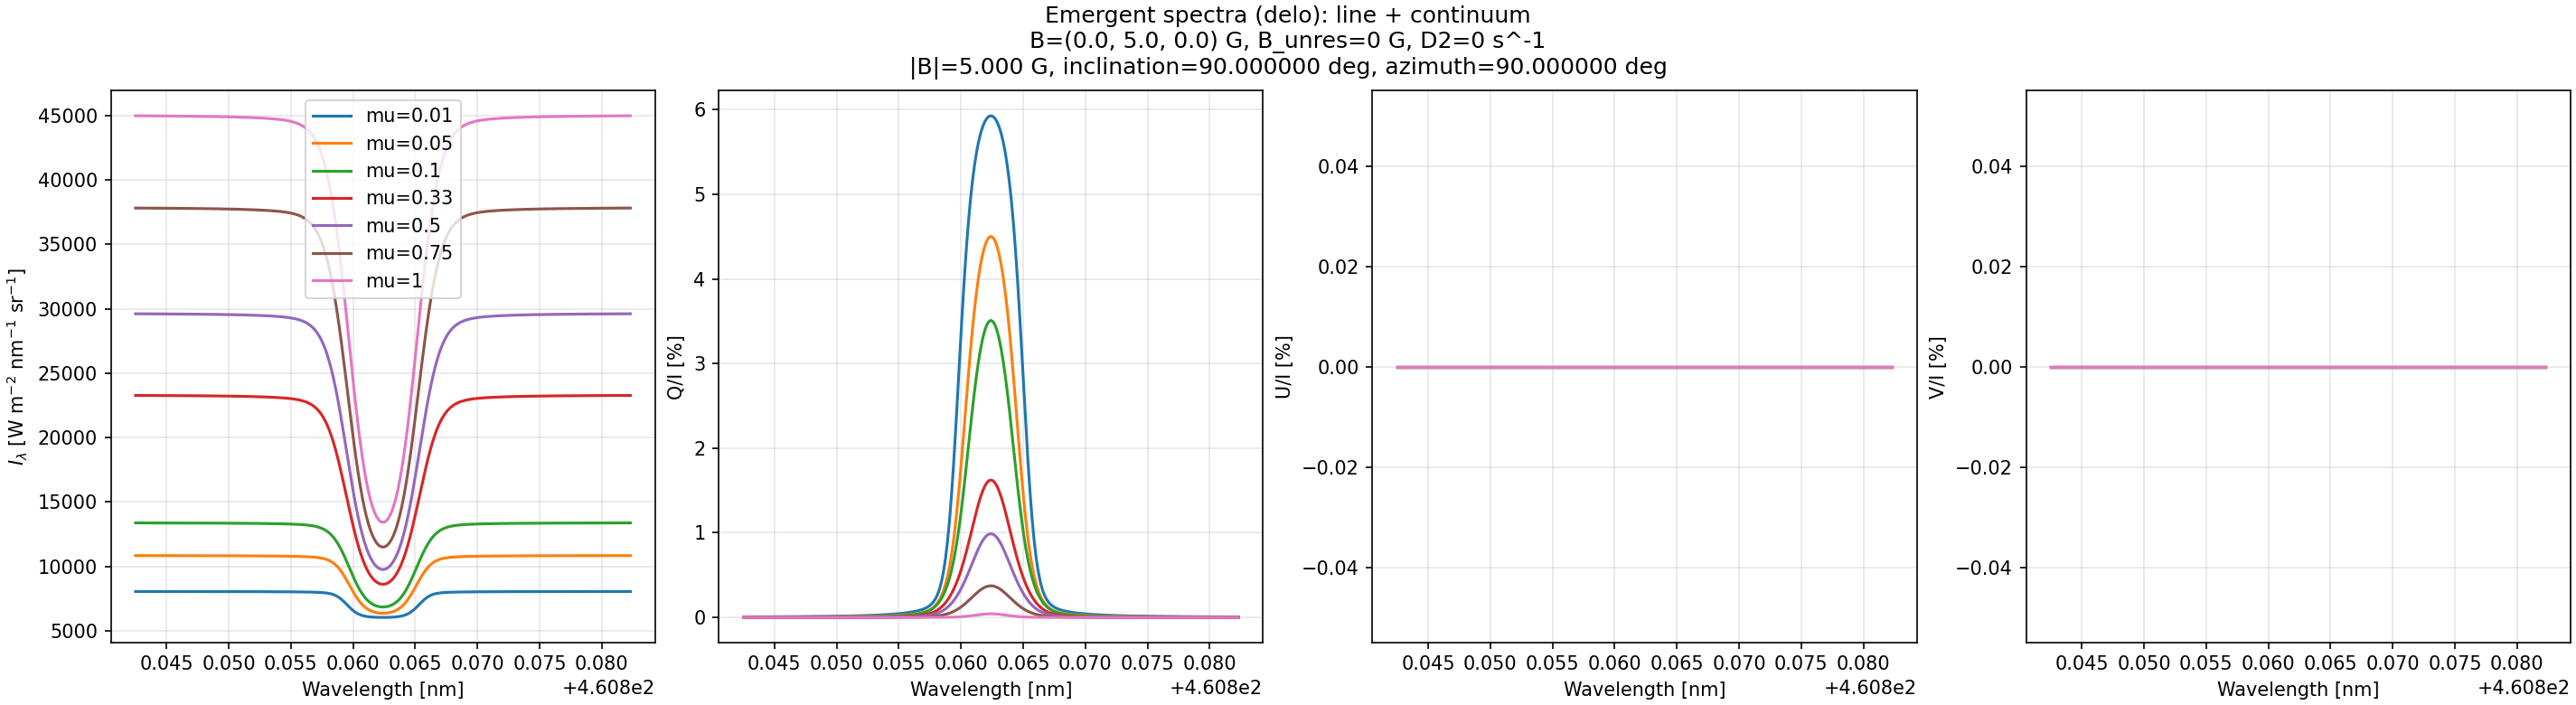 Emergent spectra (delo): line + continuum
B=(0.0, 5.0, 0.0) G, B_unres=0 G, D2=0 s^-1
|B|=5.000 G, inclination=90.000000 deg, azimuth=90.000000 deg
I_λ [W m⁻² nm⁻¹ sr⁻¹]
45000
40000
35000
30000
25000
20000
15000
10000
5000
mu=0.01
mu=0.05
mu=0.1
mu=0.33
mu=0.5
mu=0.75
mu=1
0.045 0.050 0.055 0.060 0.065 0.070 0.075 0.080
Wavelength [nm]
+4.608e2
Q/I [%]
6
5
4
3
2
1
0
0.045 0.050 0.055 0.060 0.065 0.070 0.075 0.080
Wavelength [nm]
+4.608e2
U/I [%]
0.04
0.02
0.00
−0.02
−0.04
0.045 0.050 0.055 0.060 0.065 0.070 0.075 0.080
Wavelength [nm]
+4.608e2
V/I [%]
0.04
0.02
0.00
−0.02
−0.04
0.045 0.050 0.055 0.060 0.065 0.070 0.075 0.080
Wavelength [nm]
+4.608e2